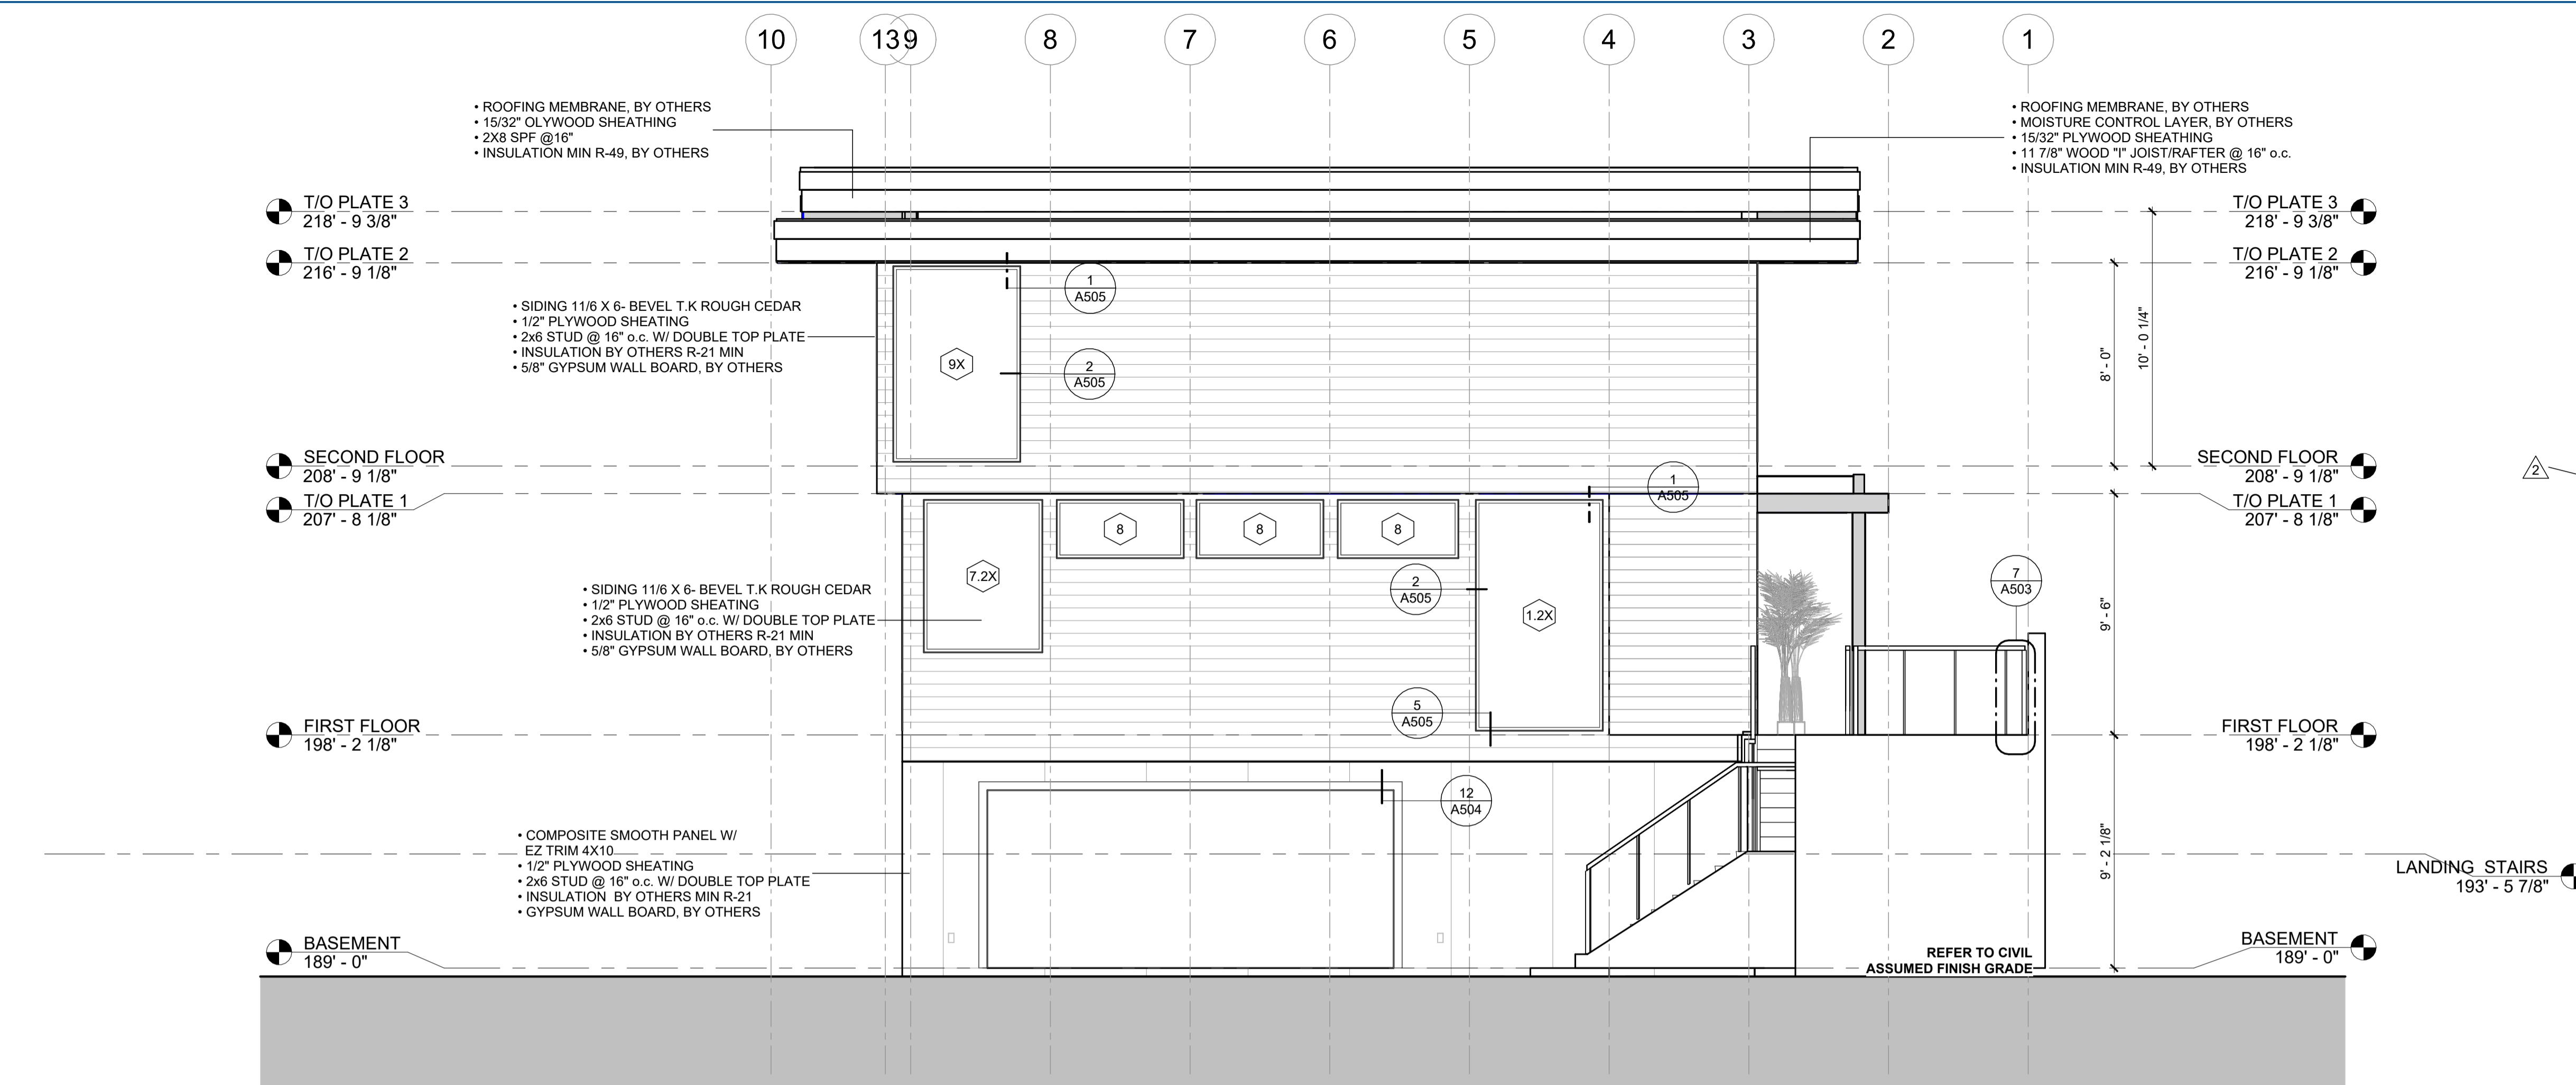 10
13
9
8
7
6
5
4
3
2
1
• ROOFING MEMBRANE, BY OTHERS
• 15/32" OLYWOOD SHEATHING
• 2X8 SPF @16"
• INSULATION MIN R-49, BY OTHERS
• ROOFING MEMBRANE, BY OTHERS
• MOISTURE CONTROL LAYER, BY OTHERS
• 15/32" PLYWOOD SHEATHING
• 11 7/8" WOOD "I" JOIST/RAFTER @ 16" o.c.
• INSULATION MIN R-49, BY OTHERS
T/O PLATE 3
218' - 9 3/8"
T/O PLATE 3
218' - 9 3/8"
T/O PLATE 2
216' - 9 1/8"
T/O PLATE 2
216' - 9 1/8"
1
A505
• SIDING 11/6 X 6- BEVEL T.K ROUGH CEDAR
• 1/2" PLYWOOD SHEATING
• 2x6 STUD @ 16" o.c. W/ DOUBLE TOP PLATE
• INSULATION BY OTHERS R-21 MIN
• 5/8" GYPSUM WALL BOARD, BY OTHERS
9X
2
A505
8' - 0"
10' - 0 1/4"
SECOND FLOOR
208' - 9 1/8"
SECOND FLOOR
208' - 9 1/8"
2
T/O PLATE 1
207' - 8 1/8"
T/O PLATE 1
207' - 8 1/8"
1
A505
8
8
8
7.2X
2
A505
1.2X
7
A503
9' - 6"
• SIDING 11/6 X 6- BEVEL T.K ROUGH CEDAR
• 1/2" PLYWOOD SHEATING
• 2x6 STUD @ 16" o.c. W/ DOUBLE TOP PLATE
• INSULATION BY OTHERS R-21 MIN
• 5/8" GYPSUM WALL BOARD, BY OTHERS
5
A505
FIRST FLOOR
198' - 2 1/8"
FIRST FLOOR
198' - 2 1/8"
12
A504
9' - 2 1/8"
• COMPOSITE SMOOTH PANEL W/
EZ TRIM 4X10
• 1/2" PLYWOOD SHEATING
• 2x6 STUD @ 16" o.c. W/ DOUBLE TOP PLATE
• INSULATION BY OTHERS MIN R-21
• GYPSUM WALL BOARD, BY OTHERS
LANDING STAIRS
193' - 5 7/8"
BASEMENT
189' - 0"
REFER TO CIVIL
ASSUMED FINISH GRADE
BASEMENT
189' - 0"